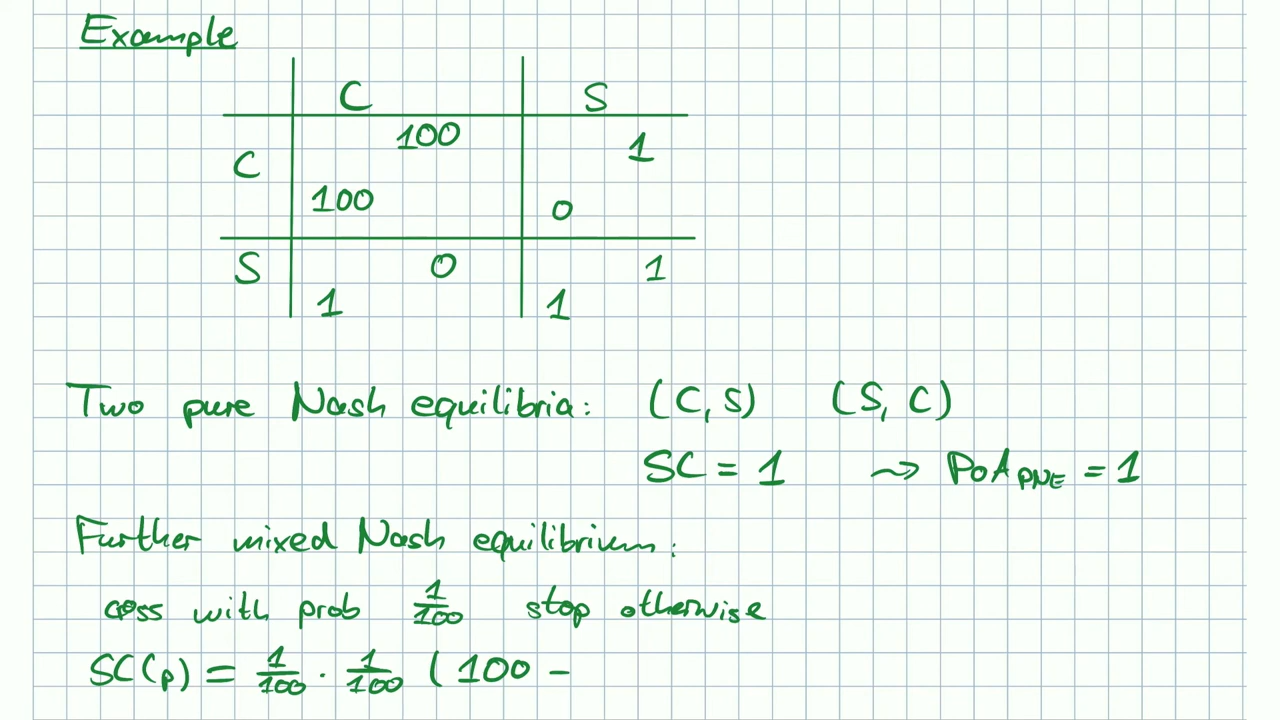 Example
C S
100 1
C
100 0
S 0 1
1 1
Two pure Nash equilibria: (C, S) (S, C)
SC = 1 ⇝ PoA_PNE = 1
Further mixed Nash equilibrium:
cross with prob 1/100 stop otherwise
SC(p) = 1/100 · 1/100 ( 100 –